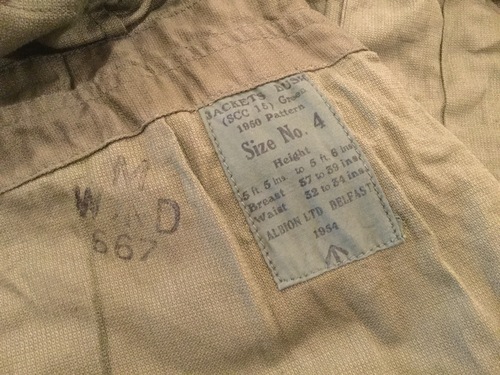 JACKETS BUSH
(SCC 15) Green
1950 Pattern
Size No. 4
Height
5 ft 5 ins to 5 ft 8 ins
Breast 37 to 39 ins
Waist 32 to 34 ins
ALBION LTD BELFAST
1954
M
W D
667